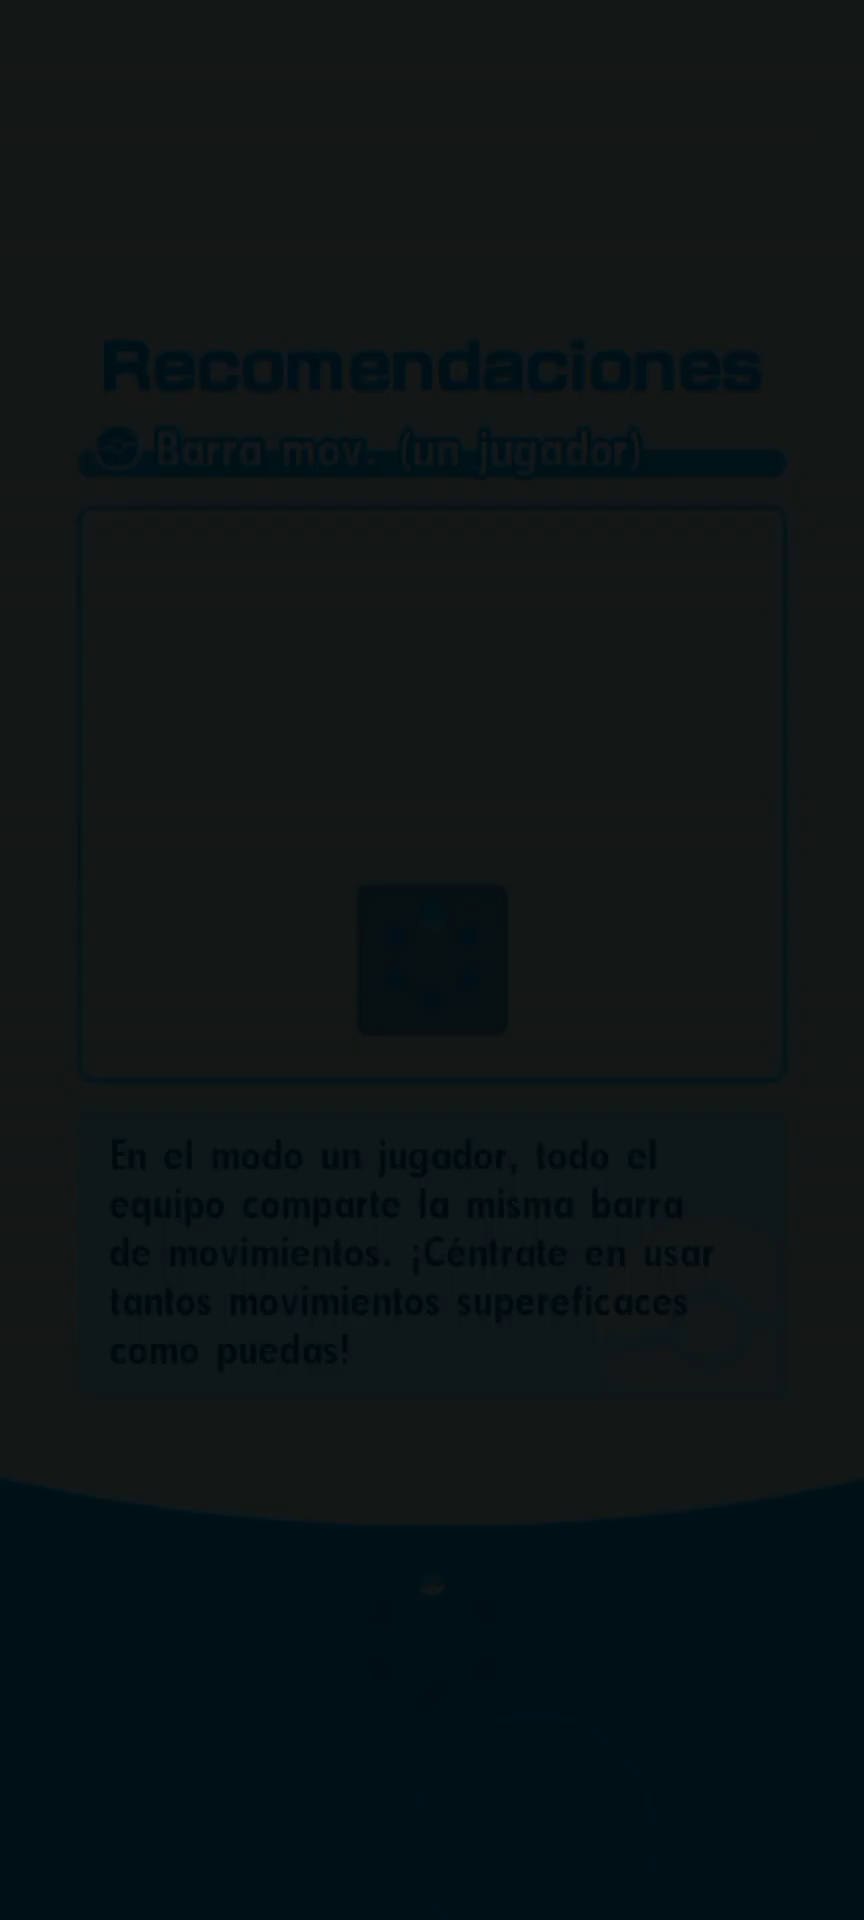 Recomendaciones
Barra mov. (un jugador)
En el modo un jugador, todo el
equipo comparte la misma barra
de movimientos. ¡Céntrate en usar
tantos movimientos supereficaces
como puedas!